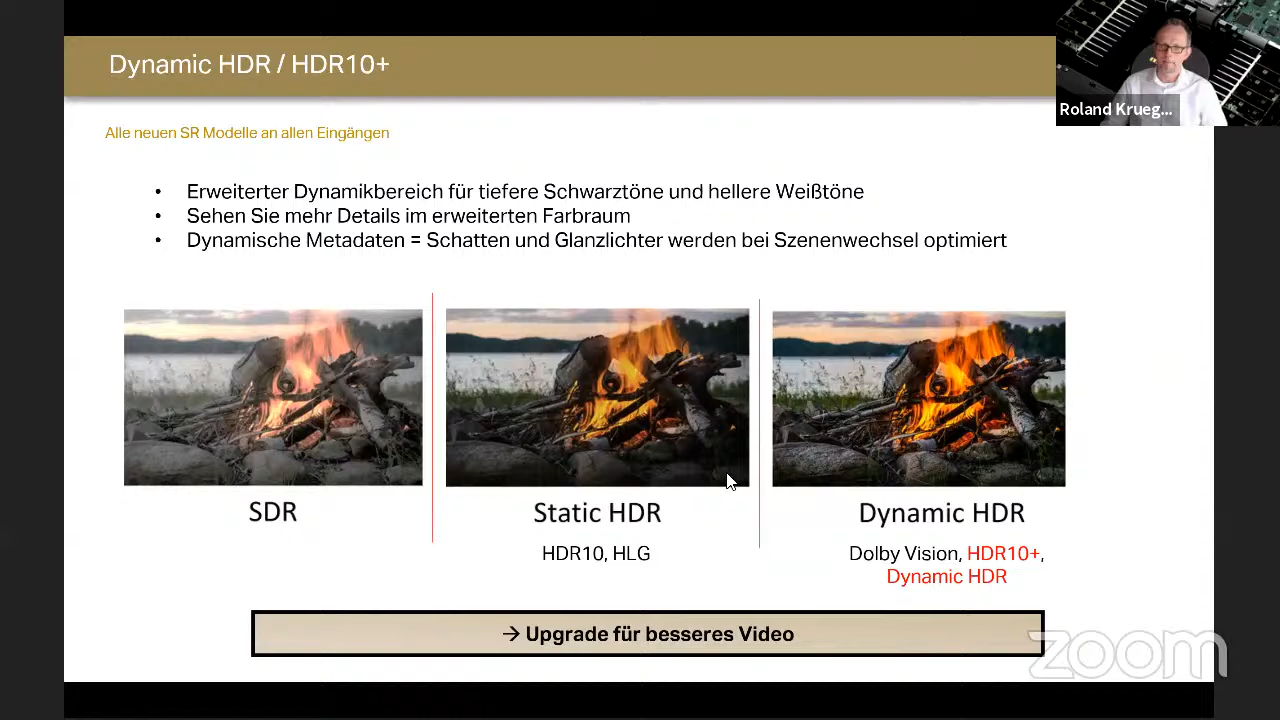 Dynamic HDR / HDR10+
Roland Krueg...
Alle neuen SR Modelle an allen Eingängen
• Erweiterter Dynamikbereich für tiefere Schwarztöne und hellere Weißtöne
• Sehen Sie mehr Details im erweiterten Farbraum
• Dynamische Metadaten = Schatten und Glanzlichter werden bei Szenenwechsel optimiert
SDR
Static HDR
HDR10, HLG
Dynamic HDR
Dolby Vision, HDR10+,
Dynamic HDR
→ Upgrade für besseres Video
zoom